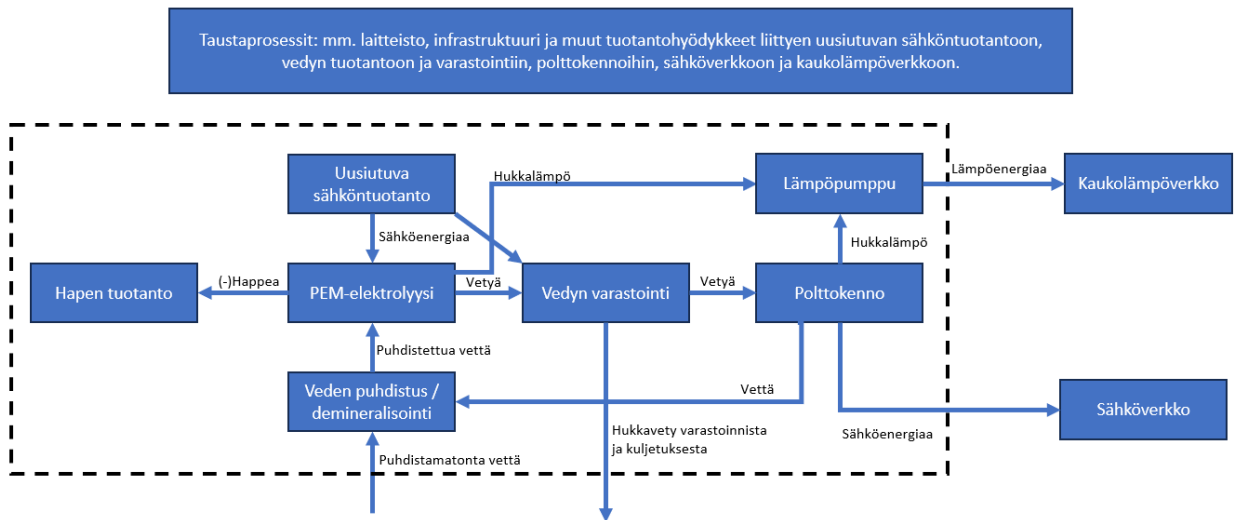 Taustaprosessit: mm. laitteisto, infrastruktuuri ja muut tuotantohyödykkeet liittyen uusiutuvan sähköntuotantoon,
vedyn tuotantoon ja varastointiin, polttokennoihin, sähköverkkoon ja kaukolämpöverkkoon.
Uusiutuva
sähköntuotanto
Hukkalämpö
Lämpöpumppu
Lämpöenergiaa
Kaukolämpöverkko
Sähköenergiaa
Hukkalämpö
Hapen tuotanto
(-)Happea
PEM-elektrolyysi
Vetyä
Vedyn varastointi
Vetyä
Polttokenno
Puhdistettua vettä
Veden puhdistus /
demineralisointi
Vettä
Sähköverkko
Hukkavety varastoinnista
ja kuljetuksesta
Sähköenergiaa
Puhdistamatonta vettä